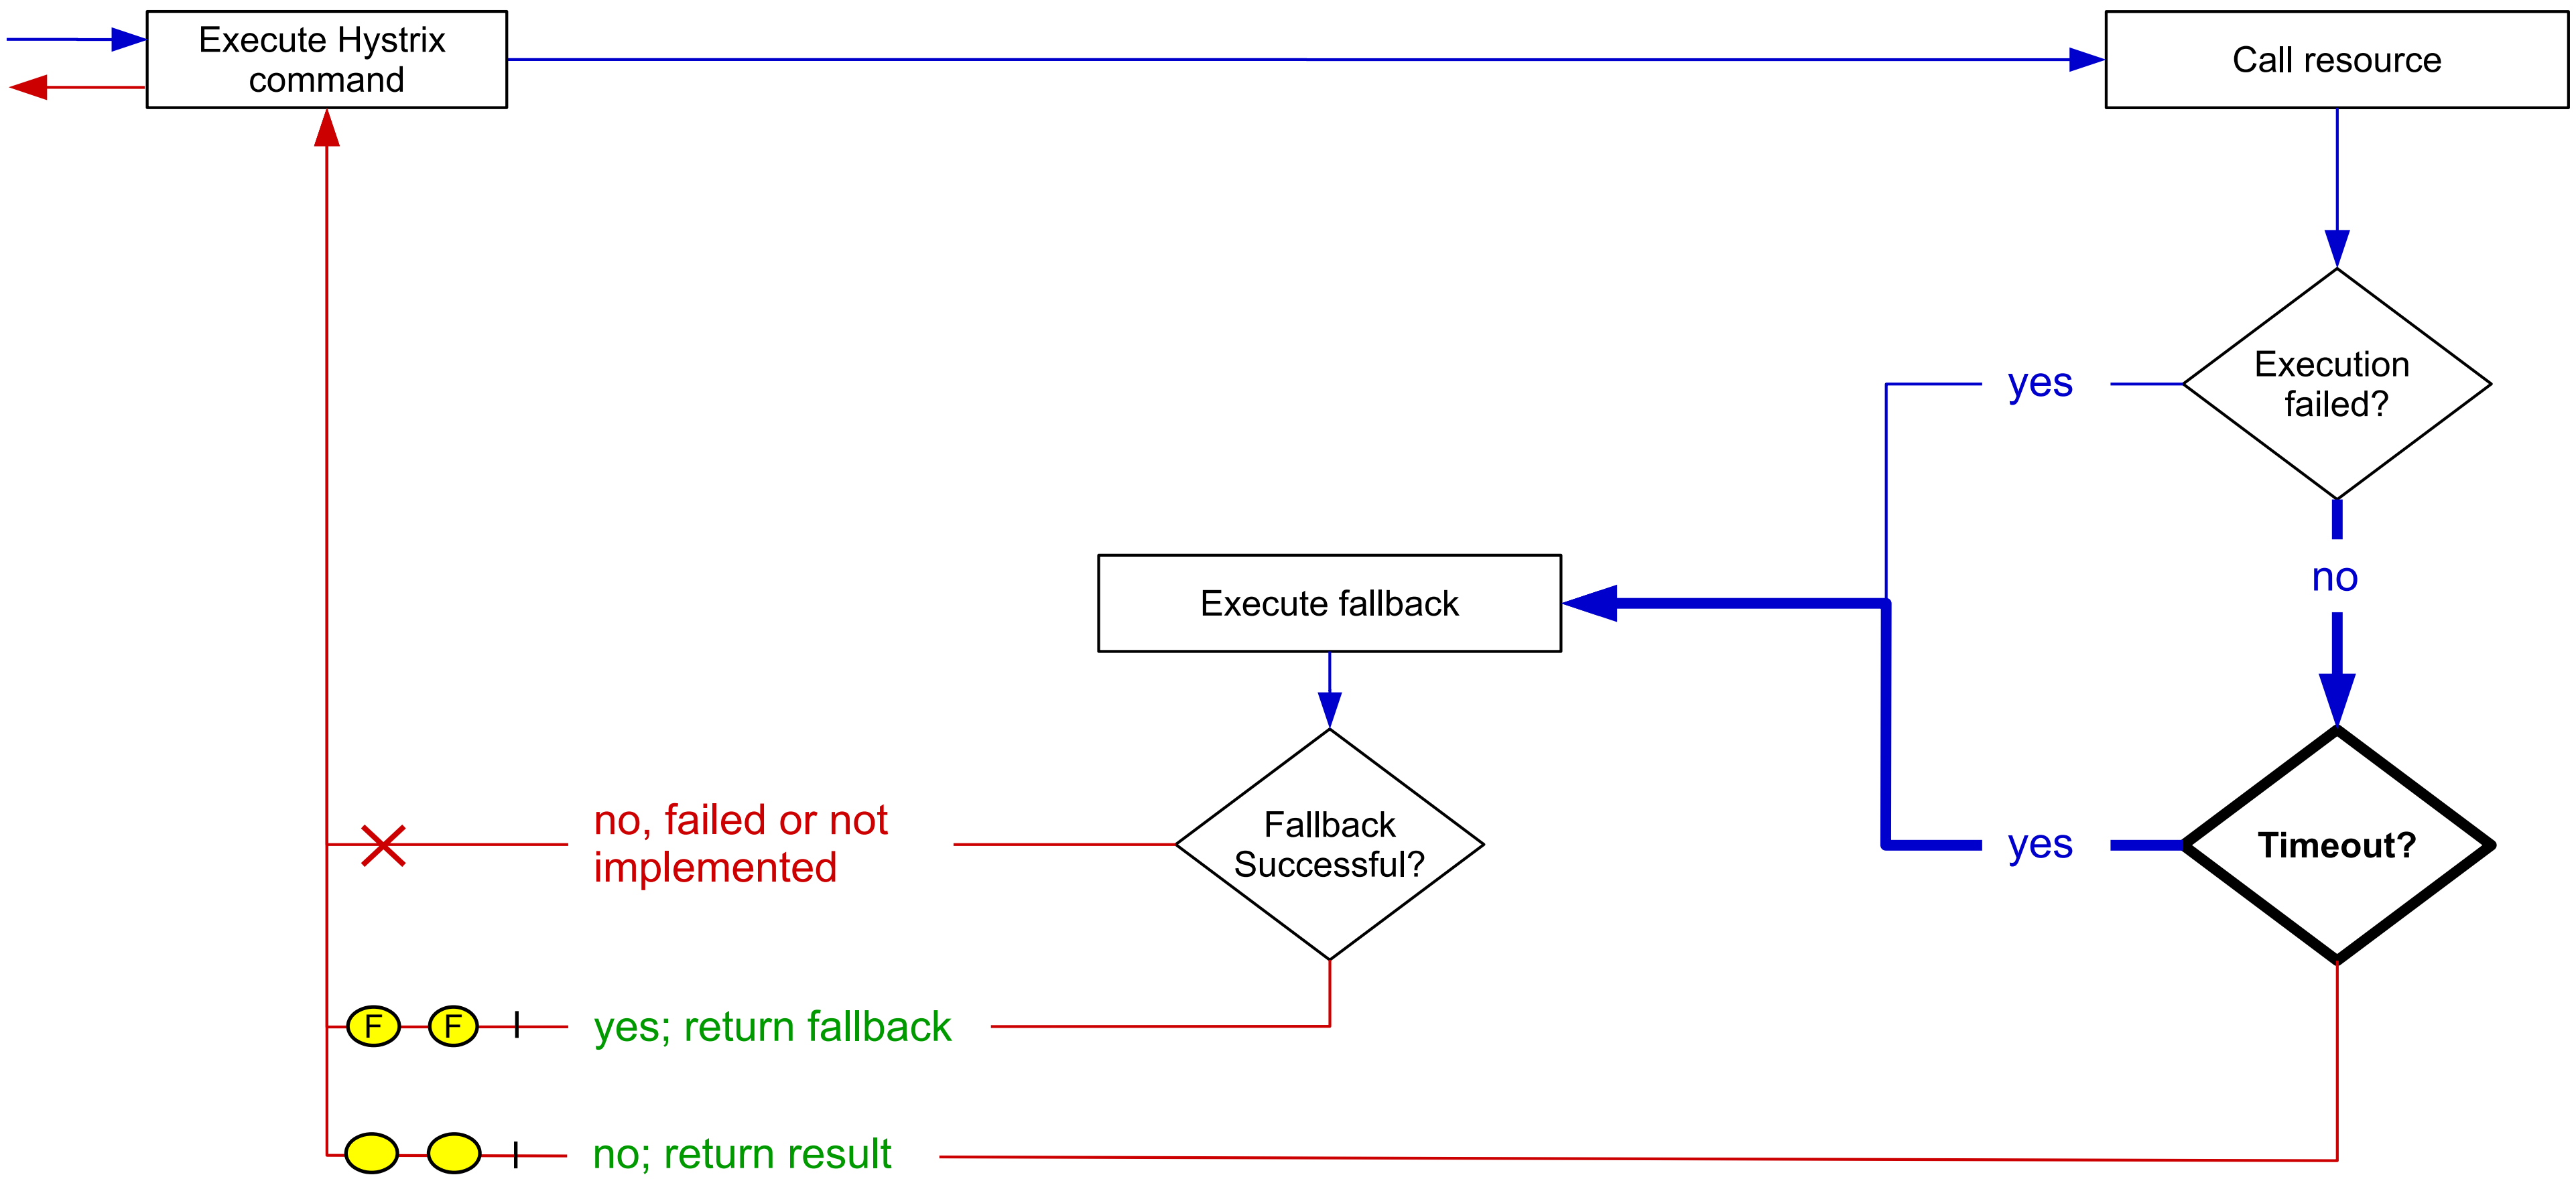 Execute Hystrix
command
Call resource
Execution
failed?
yes
no
Execute fallback
Fallback
Successful?
Timeout?
yes
no, failed or not
implemented
F F
yes; return fallback
no; return result